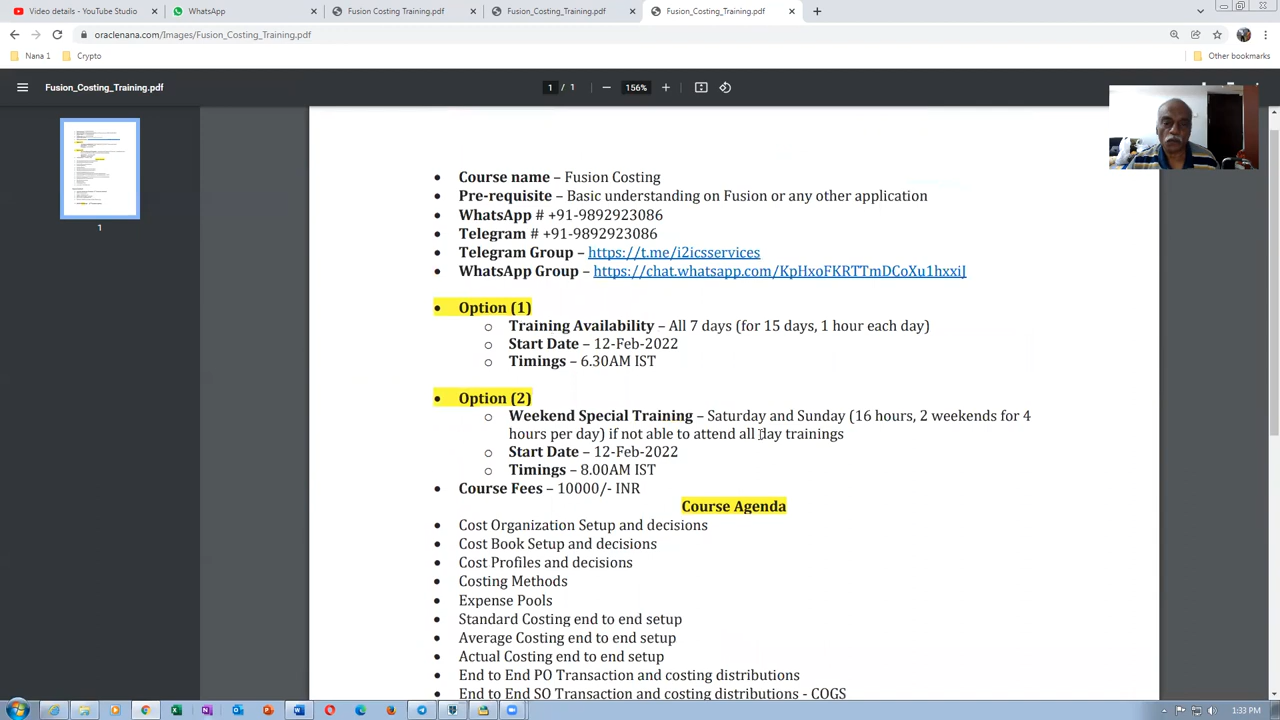 Video details - YouTube Studio
WhatsApp
Fusion Costing Training.pdf
Fusion_Costing_Training.pdf
Fusion_Costing_Training.pdf
oraclenana.com/Images/Fusion_Costing_Training.pdf
Nana 1
Crypto
Other bookmarks
Fusion_Costing_Training.pdf
1 / 1
156%
1
• Course name – Fusion Costing
• Pre-requisite – Basic understanding on Fusion or any other application
• WhatsApp # +91-9892923086
• Telegram # +91-9892923086
• Telegram Group – https://t.me/i2icsservices
• WhatsApp Group – https://chat.whatsapp.com/KpHxoFKRTTmDCoXu1hxxiJ
• Option (1)
o Training Availability – All 7 days (for 15 days, 1 hour each day)
o Start Date – 12-Feb-2022
o Timings – 6.30AM IST
• Option (2)
o Weekend Special Training – Saturday and Sunday (16 hours, 2 weekends for 4
hours per day) if not able to attend all day trainings
o Start Date – 12-Feb-2022
o Timings – 8.00AM IST
• Course Fees – 10000/- INR
Course Agenda
• Cost Organization Setup and decisions
• Cost Book Setup and decisions
• Cost Profiles and decisions
• Costing Methods
• Expense Pools
• Standard Costing end to end setup
• Average Costing end to end setup
• Actual Costing end to end setup
• End to End PO Transaction and costing distributions
• End to End SO Transaction and costing distributions - COGS
1:33 PM